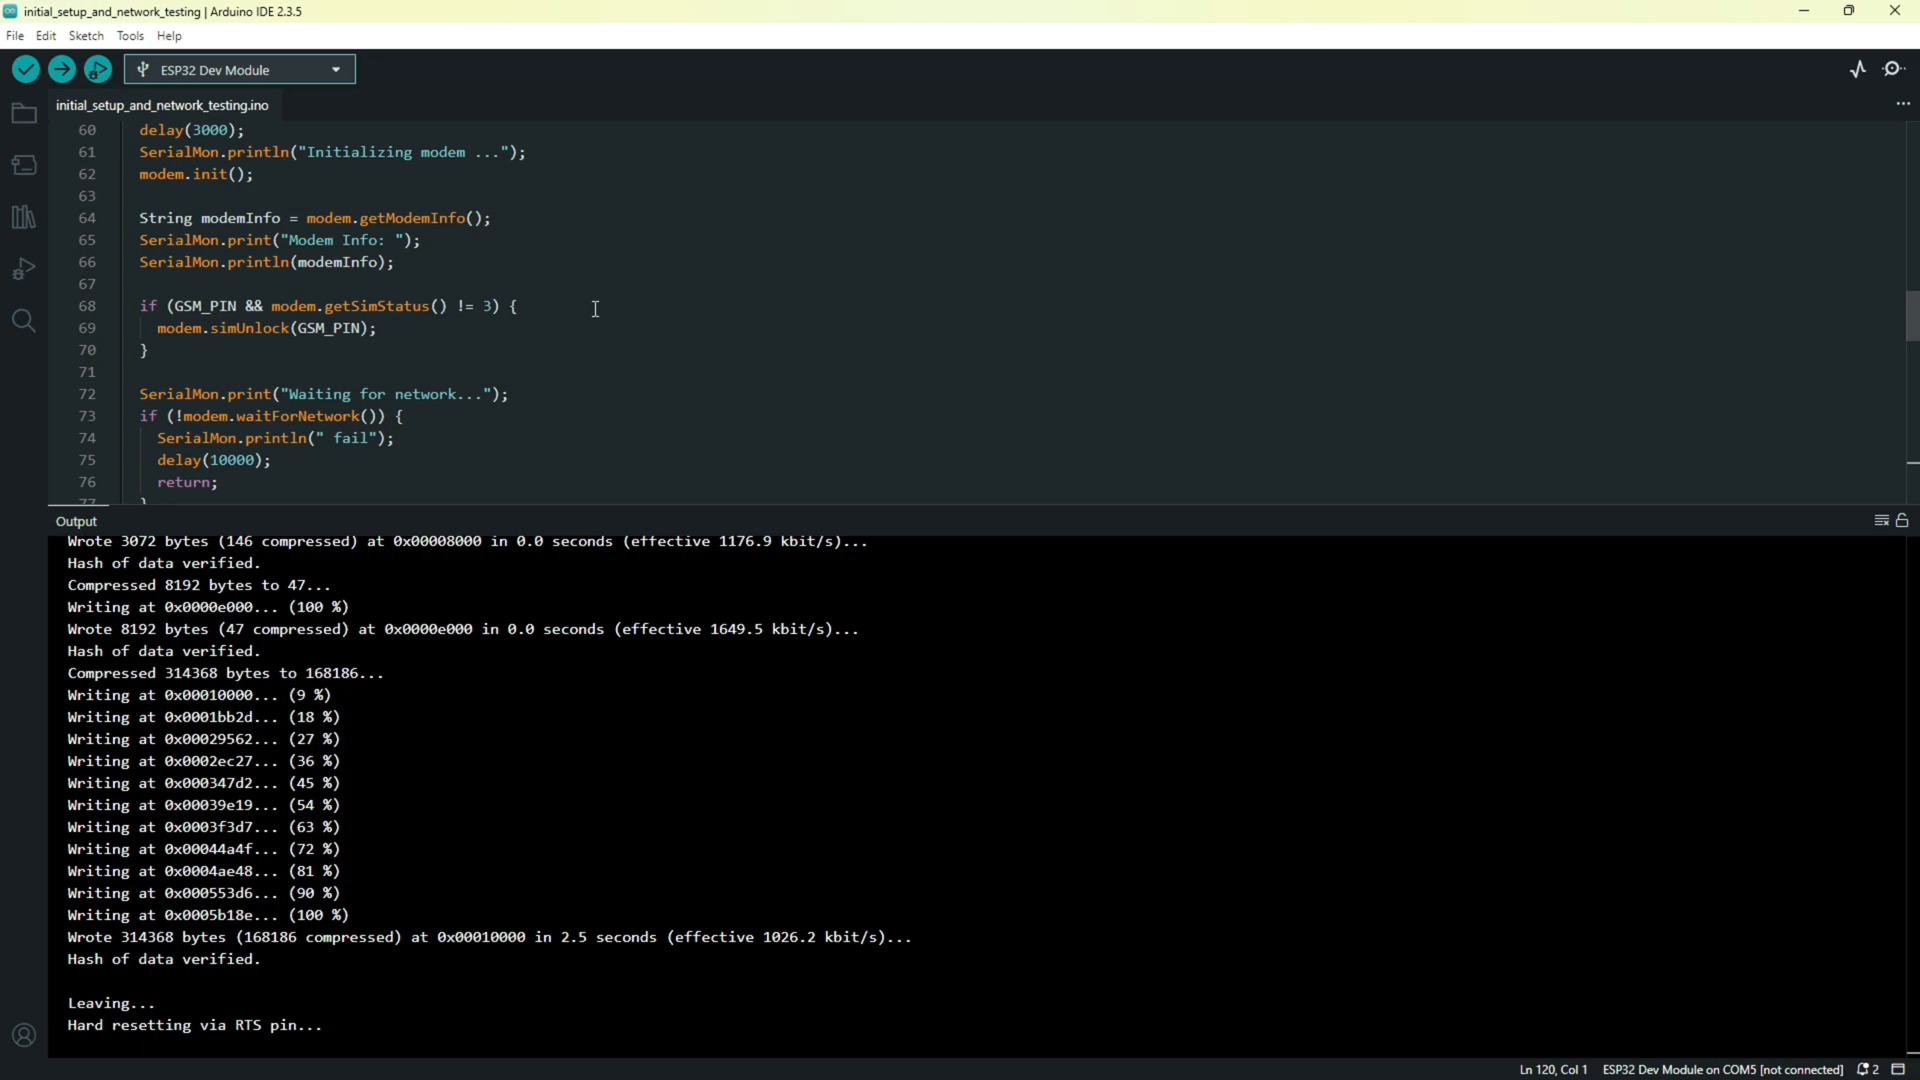 initial_setup_and_network_testing | Arduino IDE 2.3.5
File Edit Sketch Tools Help
ESP32 Dev Module
initial_setup_and_network_testing.ino
60 delay(3000);
61 SerialMon.println("Initializing modem ...");
62 modem.init();
63
64 String modemInfo = modem.getModemInfo();
65 SerialMon.print("Modem Info: ");
66 SerialMon.println(modemInfo);
67
68 if (GSM_PIN && modem.getSimStatus() != 3) {
69 modem.simUnlock(GSM_PIN);
70 }
71
72 SerialMon.print("Waiting for network...");
73 if (!modem.waitForNetwork()) {
74 SerialMon.println(" fail");
75 delay(10000);
76 return;
77 }
Output
Wrote 3072 bytes (146 compressed) at 0x00008000 in 0.0 seconds (effective 1176.9 kbit/s)...
Hash of data verified.
Compressed 8192 bytes to 47...
Writing at 0x0000e000... (100 %)
Wrote 8192 bytes (47 compressed) at 0x0000e000 in 0.0 seconds (effective 1649.5 kbit/s)...
Hash of data verified.
Compressed 314368 bytes to 168186...
Writing at 0x00010000... (9 %)
Writing at 0x0001bb2d... (18 %)
Writing at 0x00029562... (27 %)
Writing at 0x0002ec27... (36 %)
Writing at 0x000347d2... (45 %)
Writing at 0x00039e19... (54 %)
Writing at 0x0003f3d7... (63 %)
Writing at 0x00044a4f... (72 %)
Writing at 0x0004ae48... (81 %)
Writing at 0x000553d6... (90 %)
Writing at 0x0005b18e... (100 %)
Wrote 314368 bytes (168186 compressed) at 0x00010000 in 2.5 seconds (effective 1026.2 kbit/s)...
Hash of data verified.
Leaving...
Hard resetting via RTS pin...
Ln 120, Col 1 ESP32 Dev Module on COM5 [not connected] 2